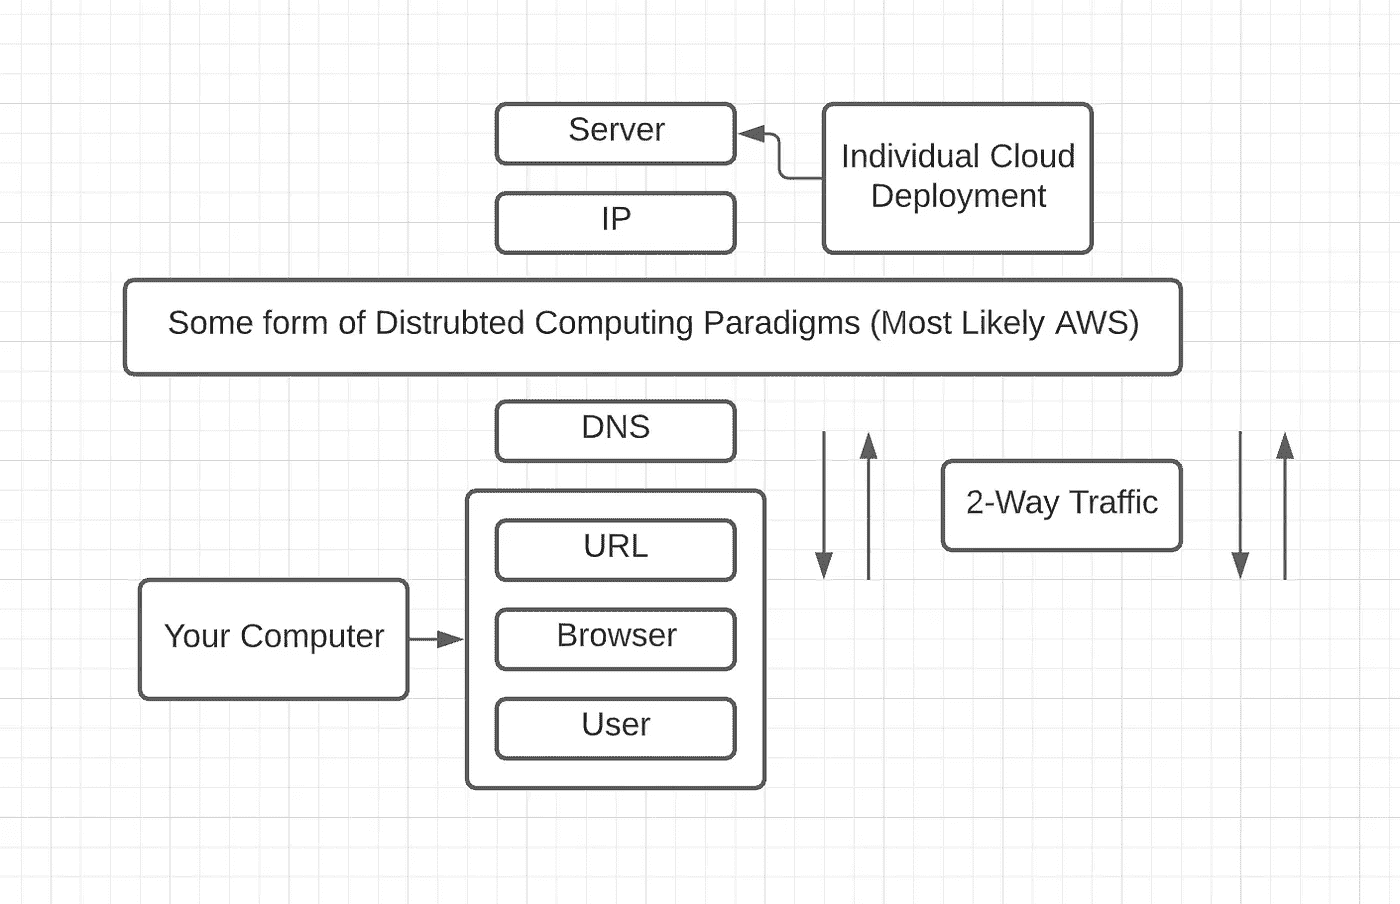 Server
Individual Cloud
Deployment
IP
Some form of Distrubted Computing Paradigms (Most Likely AWS)
DNS
2-Way Traffic
URL
Your Computer
Browser
User